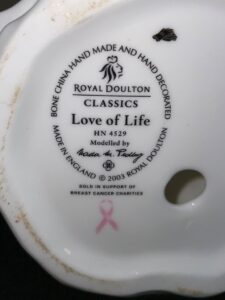 BONE CHINA HAND MADE AND HAND DECORATED
ROYAL DOULTON
CLASSICS
Love of Life
HN 4529
Modelled by
MADE IN ENGLAND © 2003 ROYAL DOULTON
SOLD IN SUPPORT OF
BREAST CANCER CHARITIES